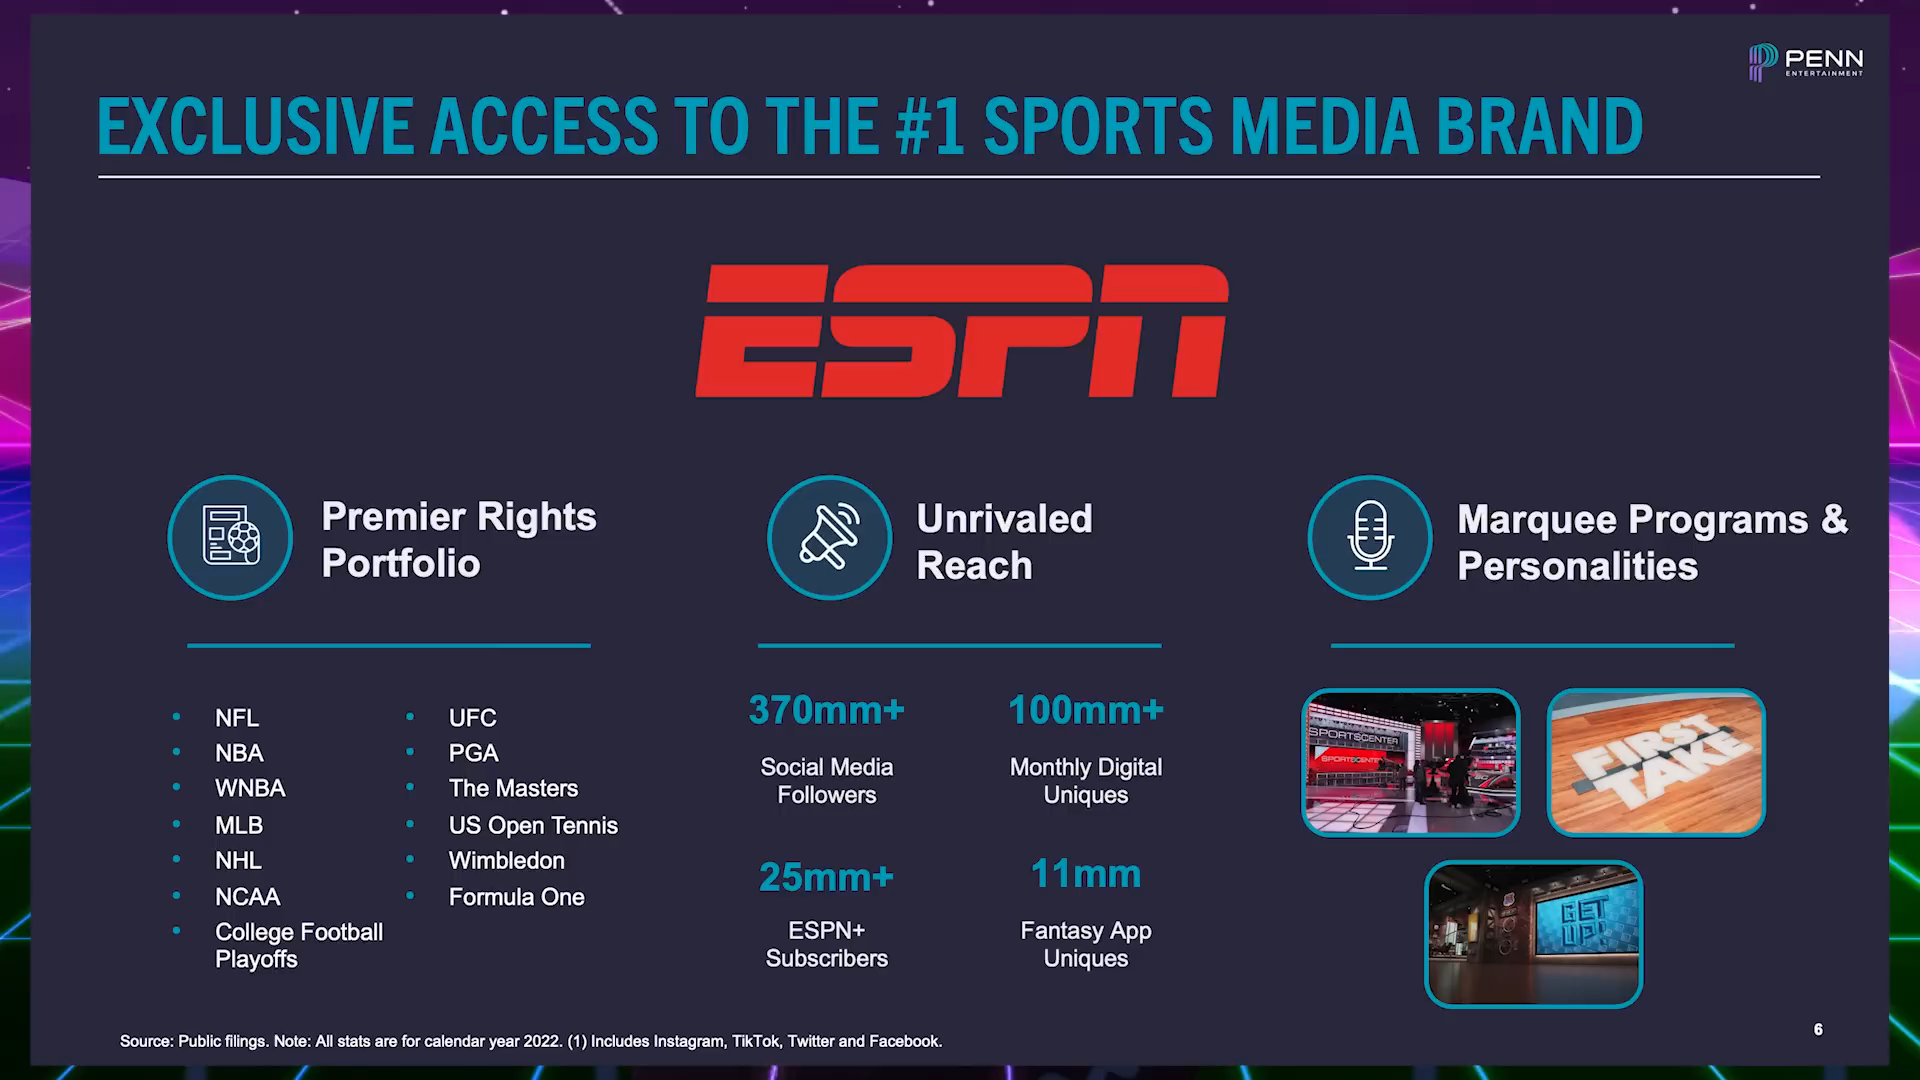 PENN
ENTERTAINMENT
EXCLUSIVE ACCESS TO THE #1 SPORTS MEDIA BRAND
ESPN
Premier Rights
Portfolio
• NFL
• NBA
• WNBA
• MLB
• NHL
• NCAA
• College Football
Playoffs
• UFC
• PGA
• The Masters
• US Open Tennis
• Wimbledon
• Formula One
Unrivaled
Reach
370mm+
Social Media
Followers
100mm+
Monthly Digital
Uniques
25mm+
ESPN+
Subscribers
11mm
Fantasy App
Uniques
Marquee Programs &
Personalities
SPORTSCENTER
SPORTSCENTER
FIRST
TAKE
GET
UP!
Source: Public filings. Note: All stats are for calendar year 2022. (1) Includes Instagram, TikTok, Twitter and Facebook.
6